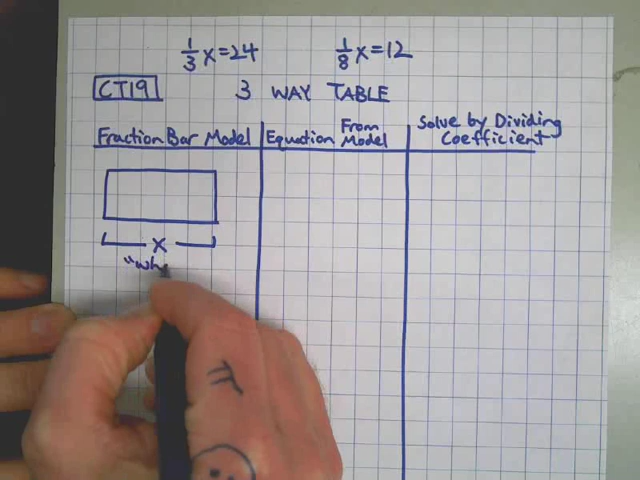 1/3 x=24 1/8 x=12
CT19 3 WAY TABLE
Fraction Bar Model Equation From Model Solve by Dividing Coefficient
x
"wh
π